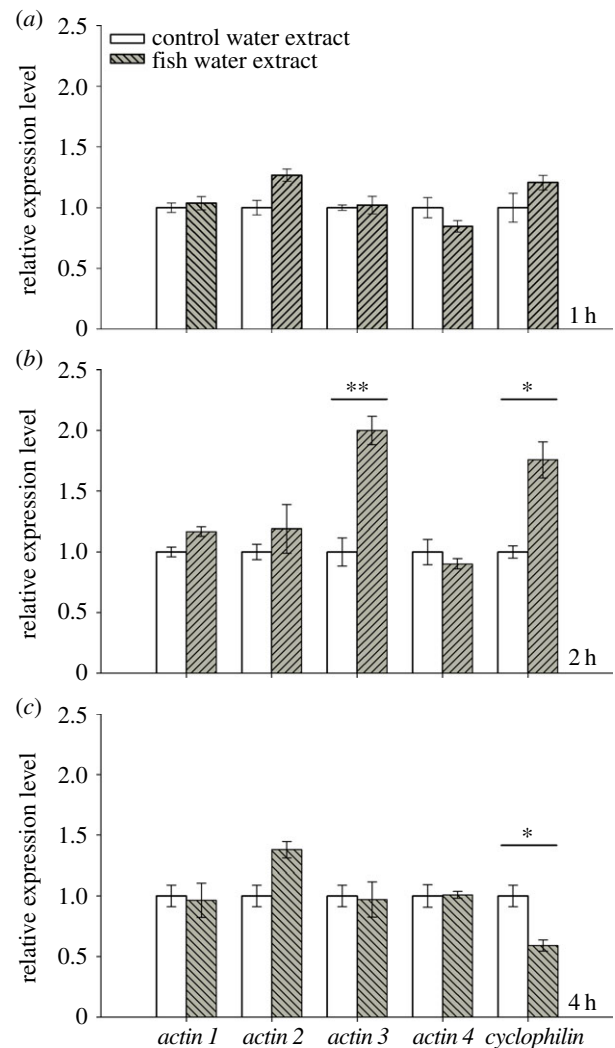 (a)
control water extract
fish water extract
relative expression level
2.5
2.0
1.5
1.0
0.5
0
1 h
(b)
relative expression level
2.5
2.0
1.5
1.0
0.5
0
**
*
2 h
(c)
relative expression level
2.5
2.0
1.5
1.0
0.5
0
*
4 h
actin 1 actin 2 actin 3 actin 4 cyclophilin